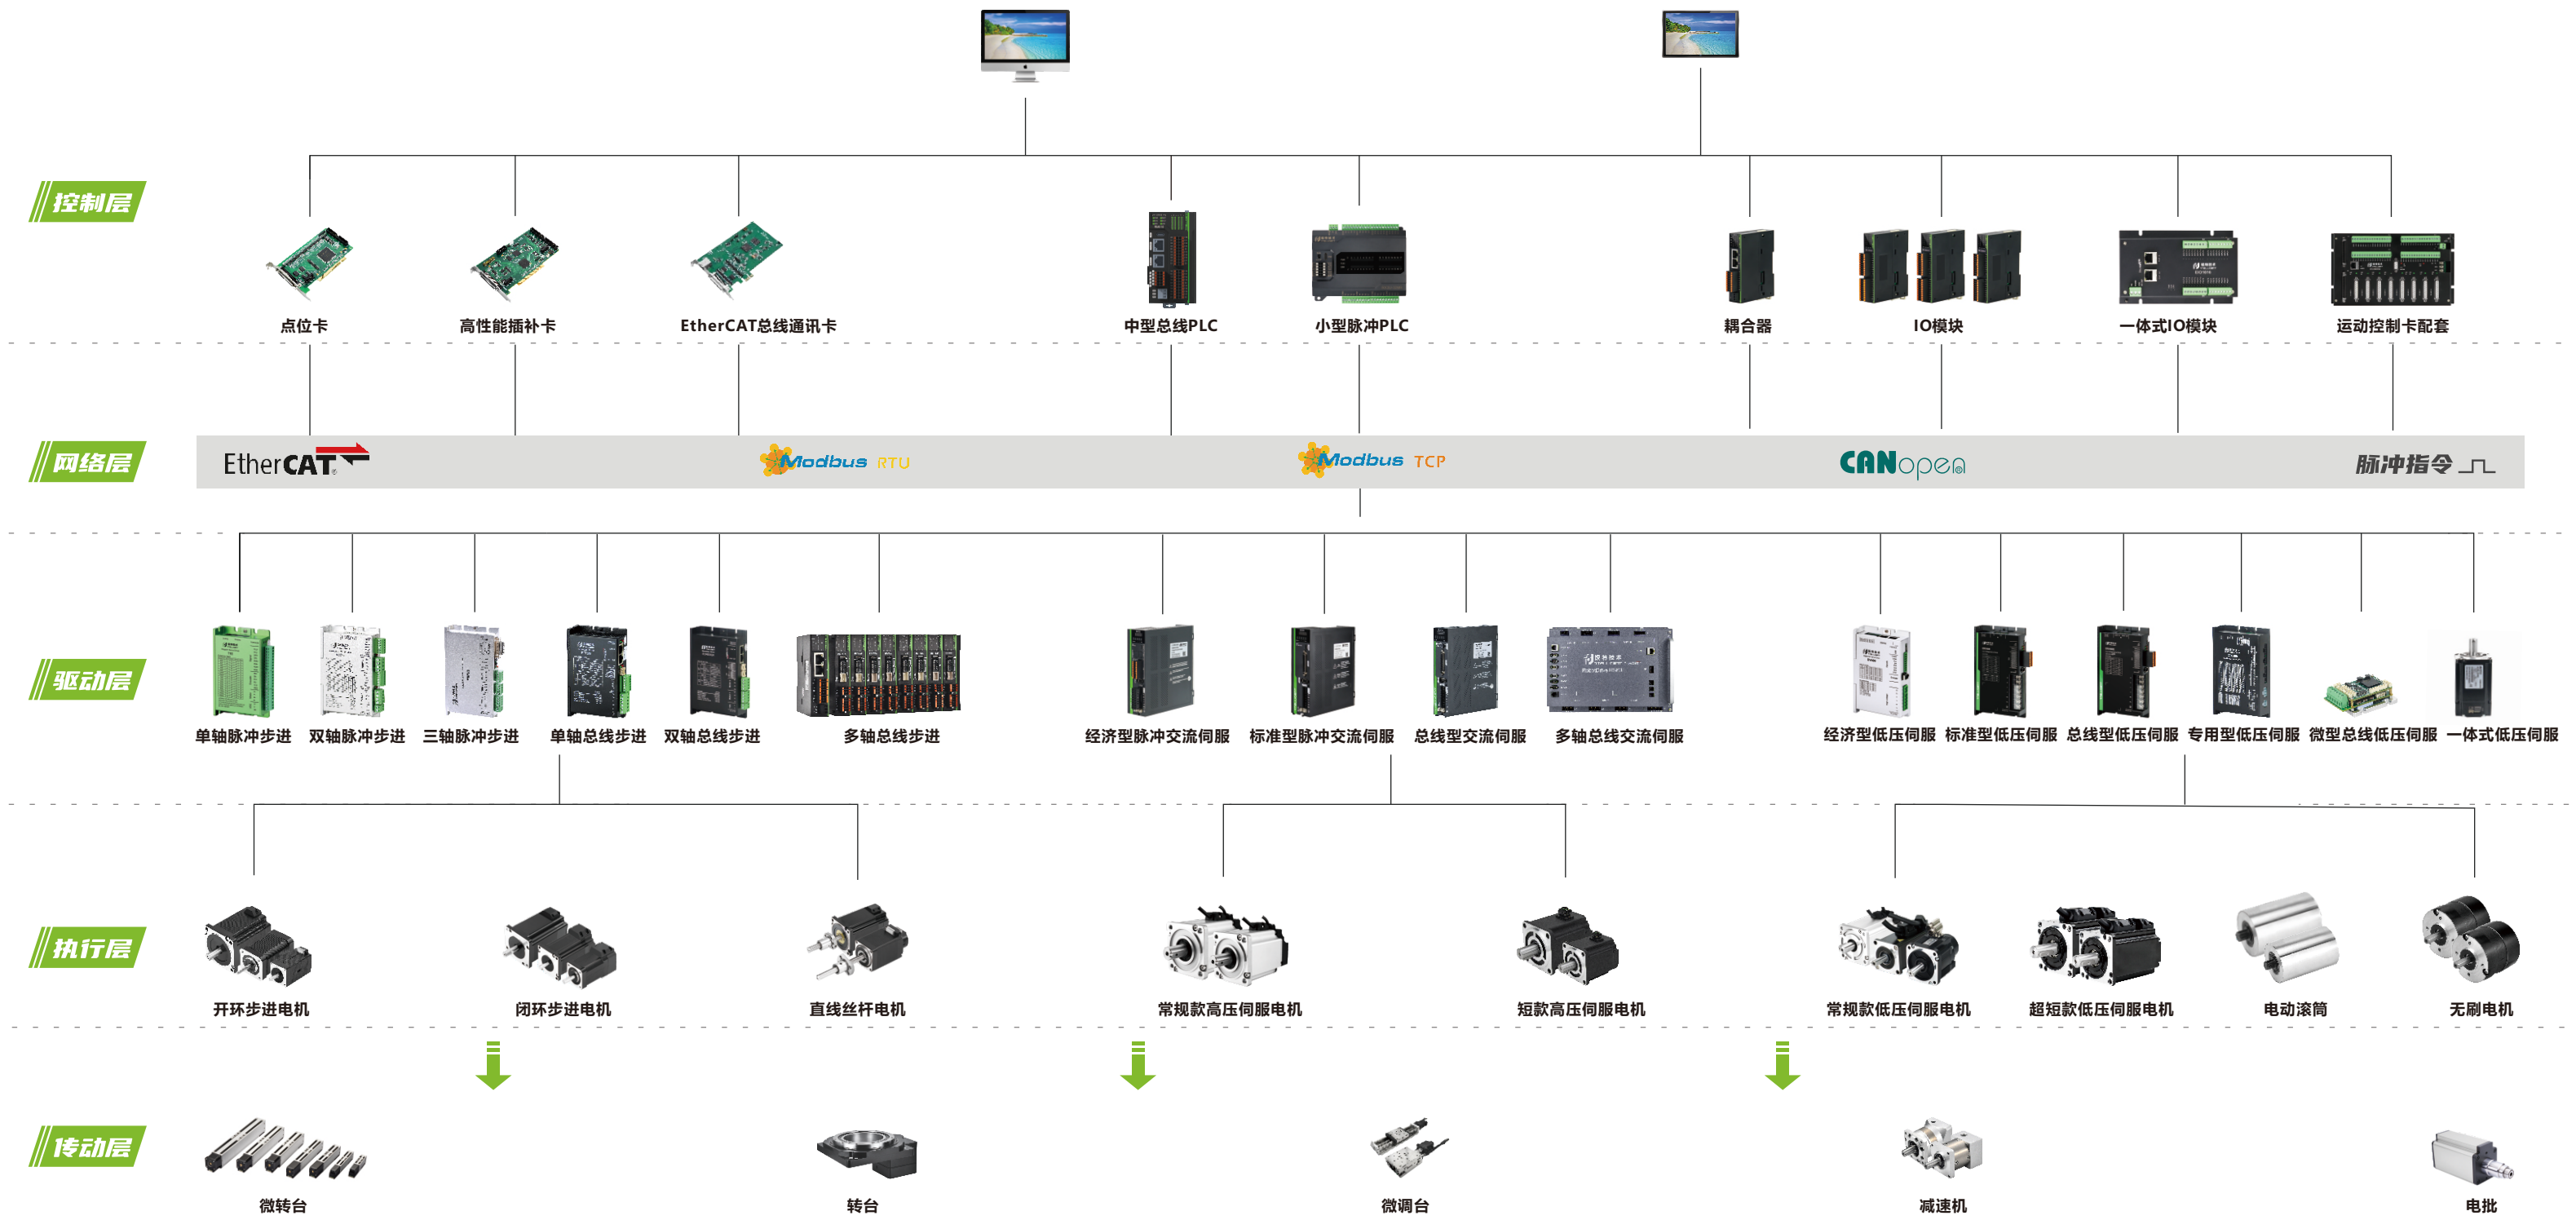 控制层
点位卡
高性能插补卡
EtherCAT总线通讯卡
中型总线PLC
小型脉冲PLC
耦合器
IO模块
一体式IO模块
运动控制卡配套
网络层
EtherCAT
Modbus RTU
Modbus TCP
CANopen
脉冲指令
驱动层
单轴脉冲步进
双轴脉冲步进
三轴脉冲步进
单轴总线步进
双轴总线步进
多轴总线步进
经济型脉冲交流伺服
标准型脉冲交流伺服
总线型交流伺服
多轴总线交流伺服
经济型低压伺服
标准型低压伺服
总线型低压伺服
专用型低压伺服
微型总线低压伺服
一体式低压伺服
执行层
开环步进电机
闭环步进电机
直线丝杆电机
常规款高压伺服电机
短款高压伺服电机
常规款低压伺服电机
超短款低压伺服电机
电动滚筒
无刷电机
传动层
微转台
转台
微调台
减速机
电批